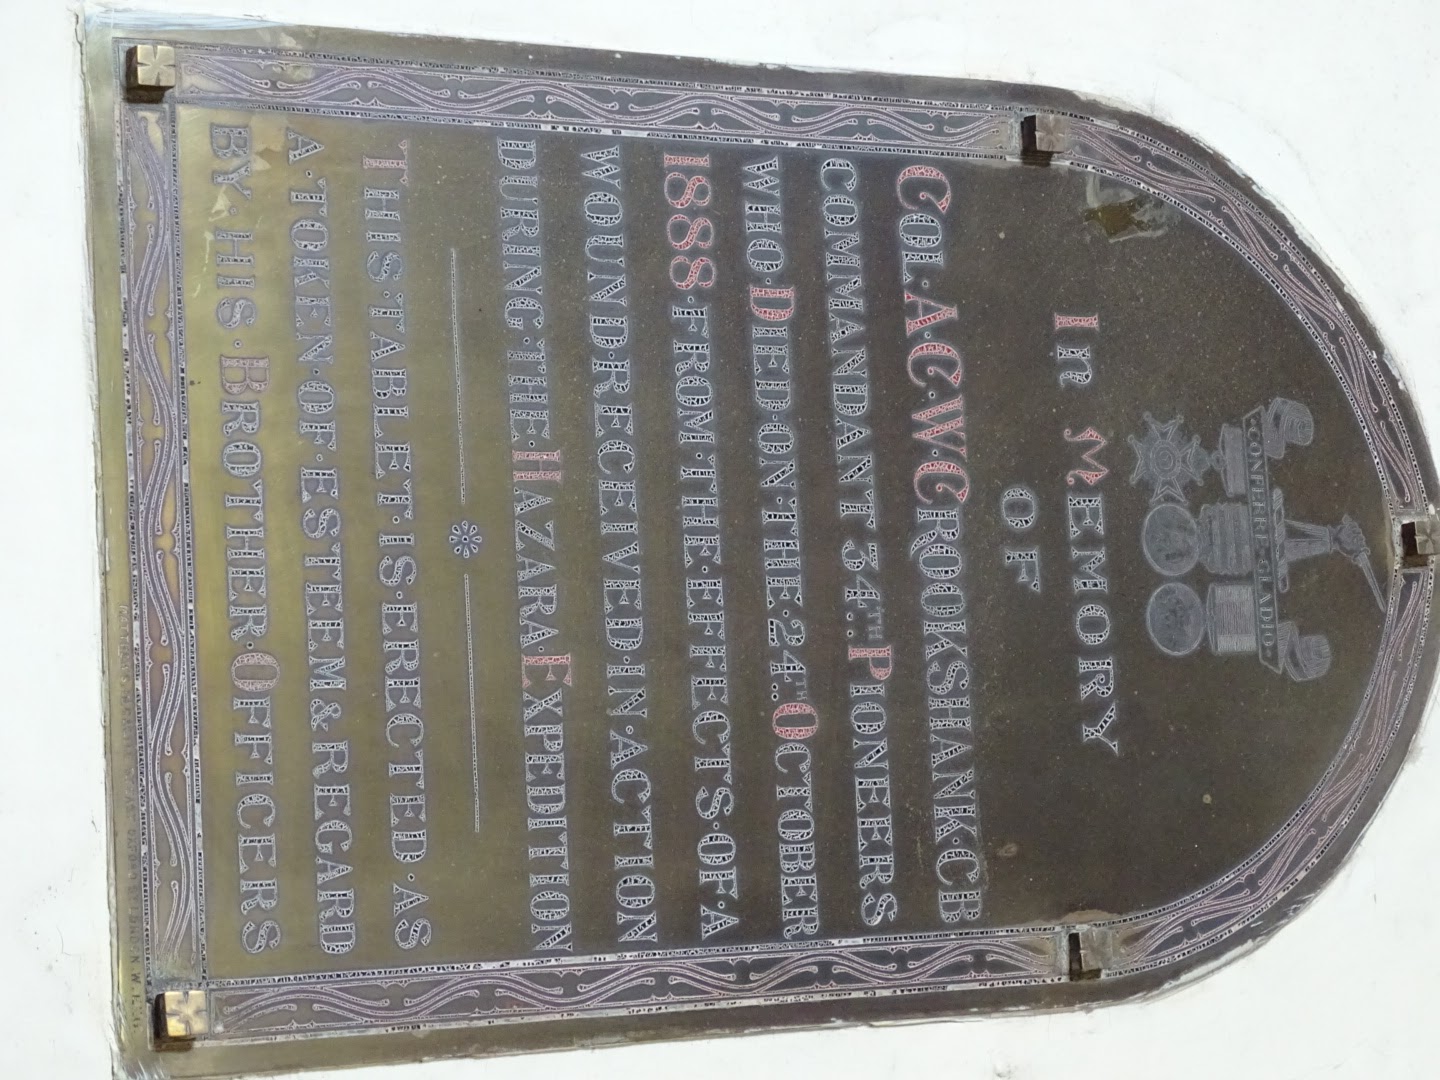 CONFERE GLADIO
In MEMORY
OF
COL·A·C·W·CROOKSHANK·CB
COMMANDANT 34TH PIONEERS
WHO·DIED·ON·THE·24TH OCTOBER
1888·FROM·THE·EFFECTS·OF·A
WOUND·RECEIVED·IN·ACTION
DURING·THE·HAZARA·EXPEDITION
THIS·TABLET·IS·ERECTED·AS
A·TOKEN·OF·ESTEEM & REGARD
BY·HIS·BROTHER·OFFICERS